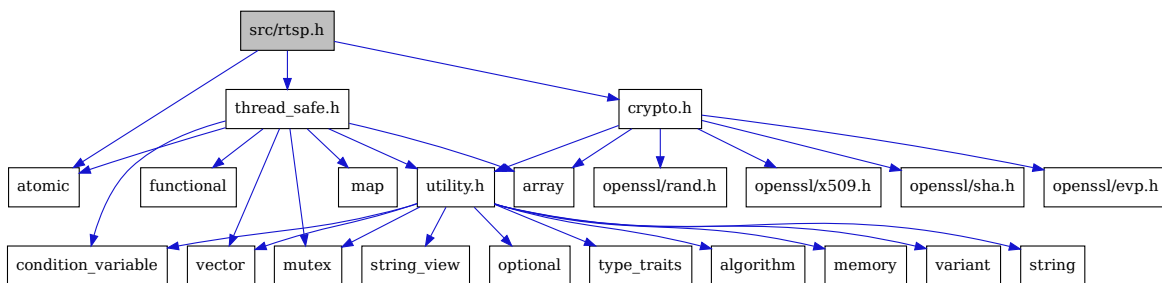 src/rtsp.h
thread_safe.h
crypto.h
atomic
functional
map
utility.h
array
openssl/rand.h
openssl/x509.h
openssl/sha.h
openssl/evp.h
condition_variable
vector
mutex
string_view
optional
type_traits
algorithm
memory
variant
string